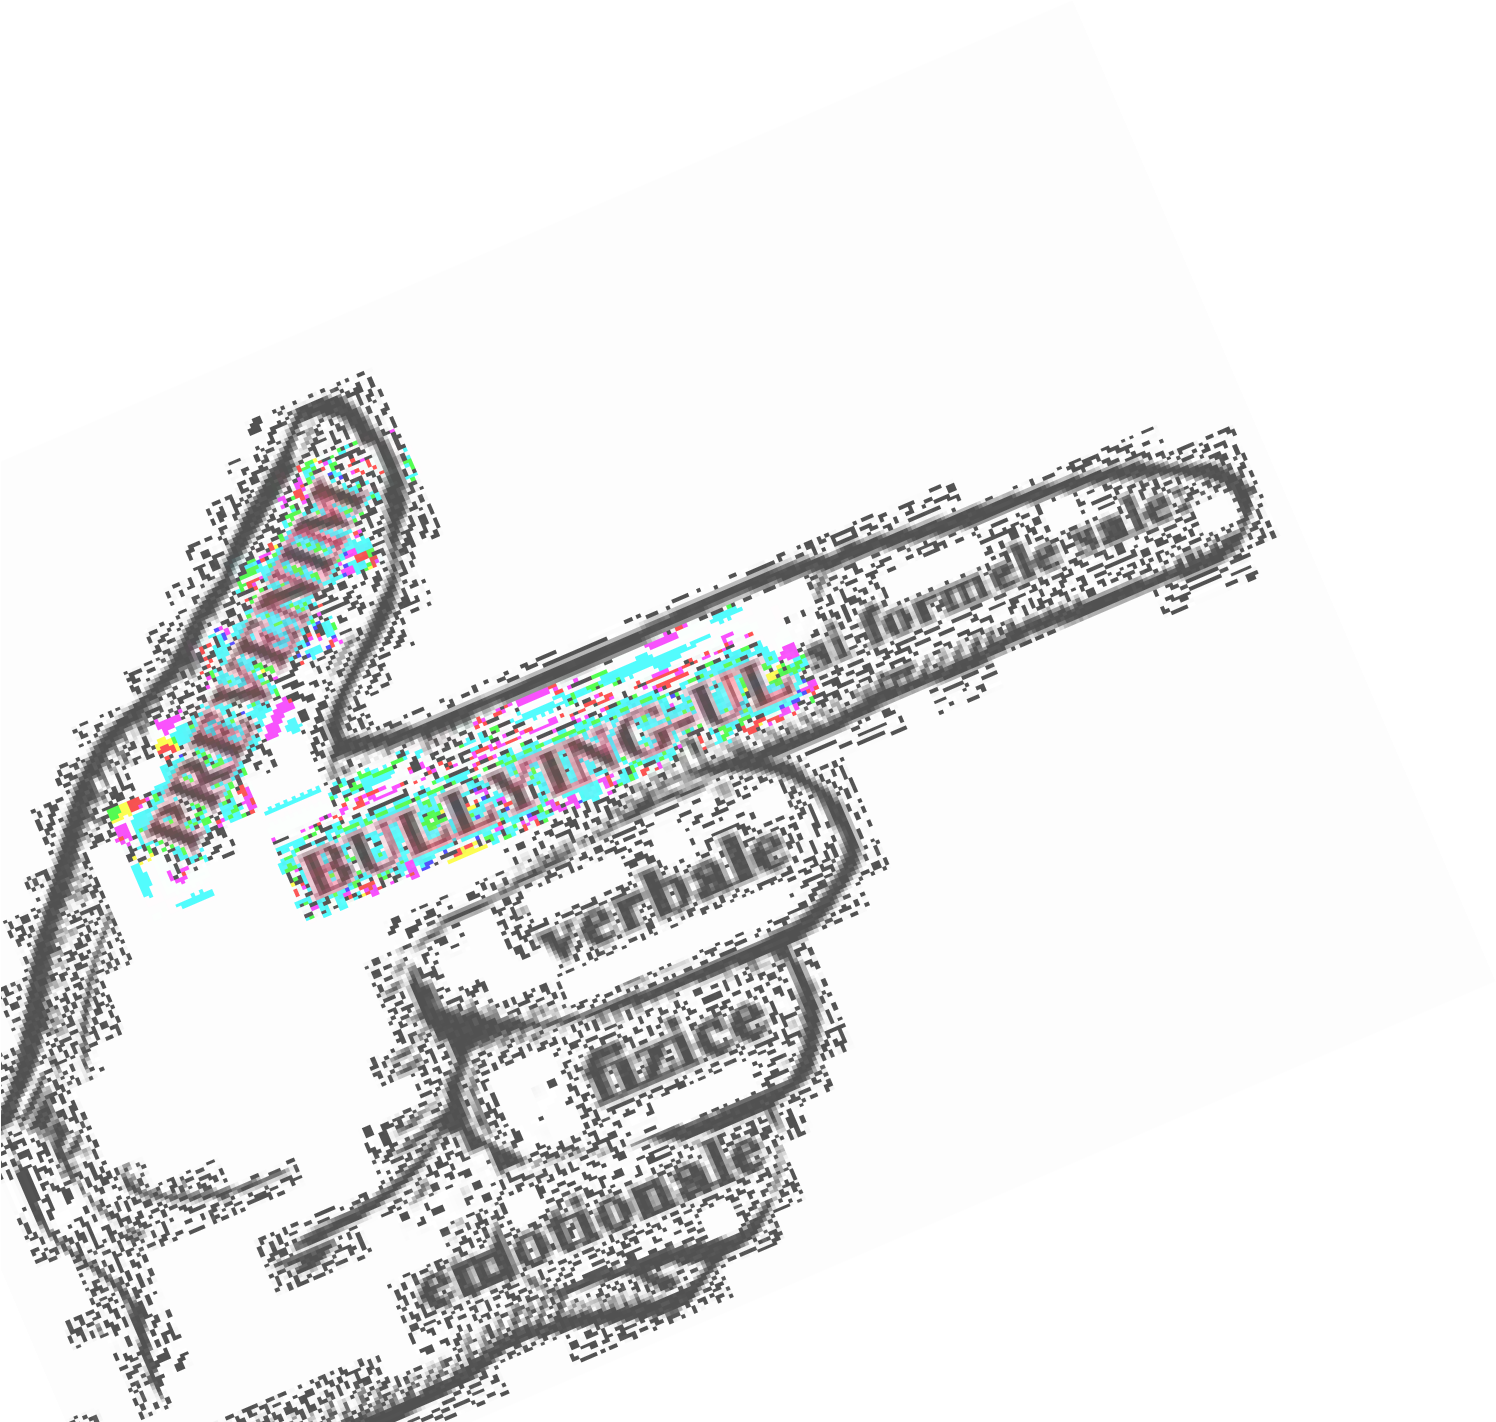 PREVENIM
BULLYING-UL și formele sale:
verbale
fizice
emoționale